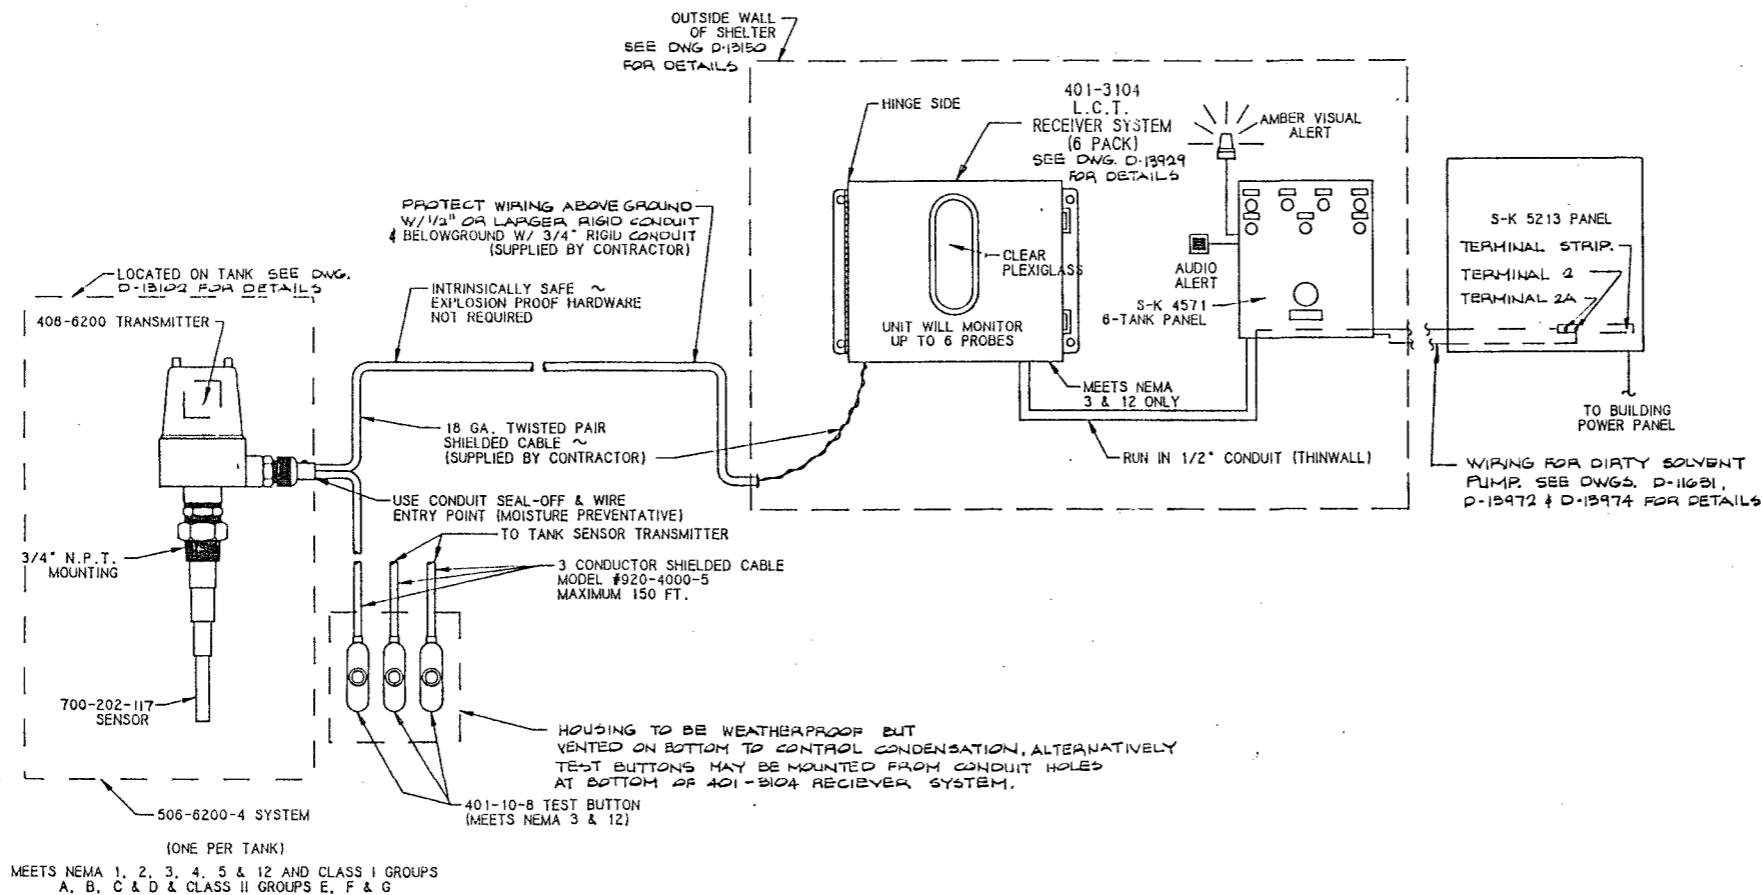 OUTSIDE WALL
OF SHELTER
SEE DWG D-13150
FOR DETAILS
HINGE SIDE
401-3104
L.C.T.
RECEIVER SYSTEM
(6 PACK)
SEE DWG. D-13929
FOR DETAILS
AMBER VISUAL
ALERT
PROTECT WIRING ABOVE GROUND
W/ 1/2" OR LARGER RIGID CONDUIT
& BELOWGROUND W/ 3/4" RIGID CONDUIT
(SUPPLIED BY CONTRACTOR)
CLEAR
PLEXIGLASS
AUDIO
ALERT
S-K 4571
6-TANK PANEL
S-K 5213 PANEL
TERMINAL STRIP.
TERMINAL 2
TERMINAL 2A
LOCATED ON TANK SEE DWG.
D-13102 FOR DETAILS
406-6200 TRANSMITTER
INTRINSICALLY SAFE ~
EXPLOSION PROOF HARDWARE
NOT REQUIRED
UNIT WILL MONITOR
UP TO 6 PROBES
MEETS NEMA
3 & 12 ONLY
TO BUILDING
POWER PANEL
18 GA. TWISTED PAIR
SHIELDED CABLE ~
(SUPPLIED BY CONTRACTOR)
RUN IN 1/2" CONDUIT (THINWALL)
WIRING FOR DIRTY SOLVENT
PUMP. SEE DWGS. D-11631,
D-13972 & D-13974 FOR DETAILS
USE CONDUIT SEAL-OFF & WIRE
ENTRY POINT (MOISTURE PREVENTATIVE)
TO TANK SENSOR TRANSMITTER
3/4" N.P.T.
MOUNTING
3 CONDUCTOR SHIELDED CABLE
MODEL #920-4000-5
MAXIMUM 150 FT.
700-202-117
SENSOR
HOUSING TO BE WEATHERPROOF BUT
VENTED ON BOTTOM TO CONTROL CONDENSATION, ALTERNATIVELY
TEST BUTTONS MAY BE MOUNTED FROM CONDUIT HOLES
AT BOTTOM OF 401-3104 RECIEVER SYSTEM.
401-10-8 TEST BUTTON
(MEETS NEMA 3 & 12)
506-6200-4 SYSTEM
(ONE PER TANK)
MEETS NEMA 1, 2, 3, 4, 5 & 12 AND CLASS I GROUPS
A, B, C & D & CLASS II GROUPS E, F & G